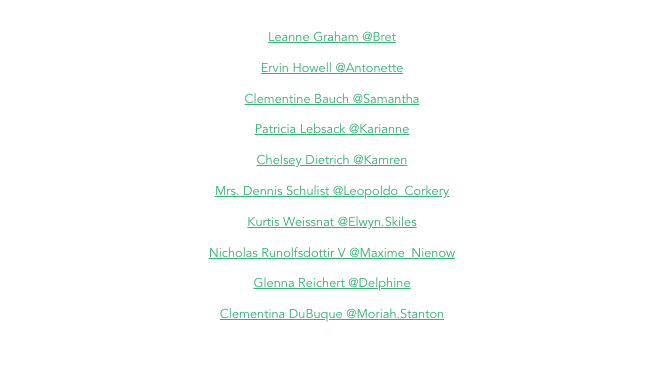 Leanne Graham @Bret
Ervin Howell @Antonette
Clementine Bauch @Samantha
Patricia Lebsack @Karianne
Chelsey Dietrich @Kamren
Mrs. Dennis Schulist @Leopoldo_Corkery
Kurtis Weissnat @Elwyn.Skiles
Nicholas Runolfsdottir V @Maxime_Nienow
Glenna Reichert @Delphine
Clementina DuBuque @Moriah.Stanton